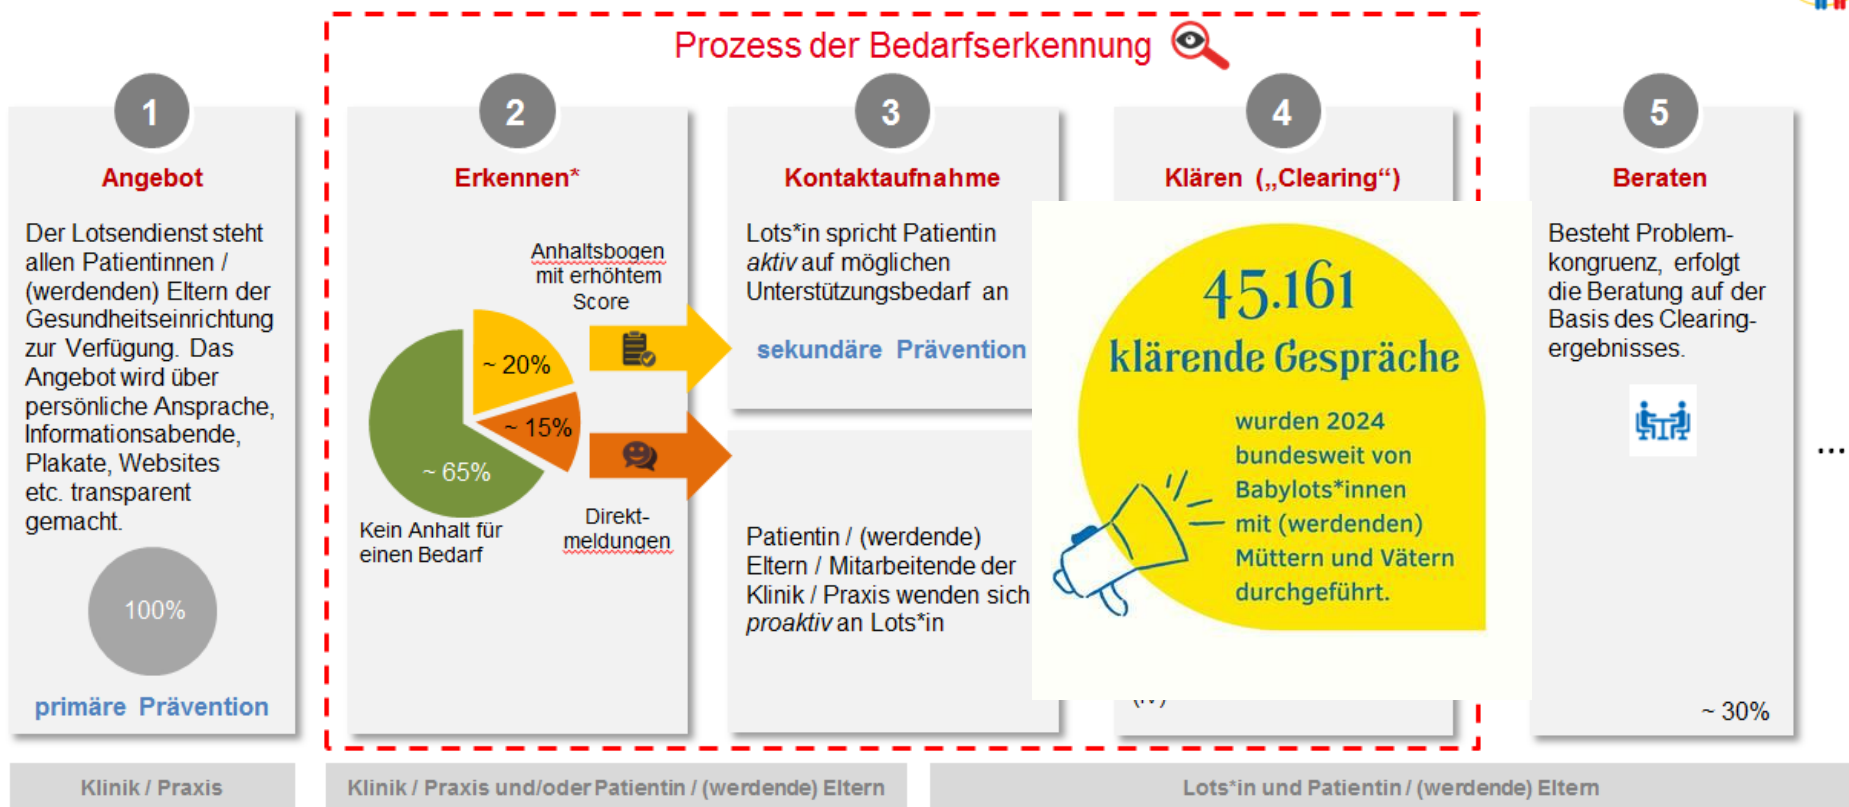 Prozess der Bedarfserkennung
1
Angebot
Der Lotsendienst steht
allen Patientinnen /
(werdenden) Eltern der
Gesundheitseinrichtung
zur Verfügung. Das
Angebot wird über
persönliche Ansprache,
Informationsabende,
Plakate, Websites
etc. transparent
gemacht.
100%
primäre Prävention
2
Erkennen*
Anhaltsbogen
mit erhöhtem
Score
~ 20%
~ 15%
~ 65%
Kein Anhalt für
einen Bedarf
Direkt-
meldungen
3
Kontaktaufnahme
Lots*in spricht Patientin
aktiv auf möglichen
Unterstützungsbedarf an
sekundäre Prävention
Patientin / (werdende)
Eltern / Mitarbeitende der
Klinik / Praxis wenden sich
proaktiv an Lots*in
4
Klären („Clearing“)
45.161
klärende Gespräche
wurden 2024
bundesweit von
Babylots*innen
mit (werdenden)
Müttern und Vätern
durchgeführt.
5
Beraten
Besteht Problem-
kongruenz, erfolgt
die Beratung auf der
Basis des Clearing-
ergebnisses.
~ 30%
...
Klinik / Praxis
Klinik / Praxis und/oder Patientin / (werdende) Eltern
Lots*in und Patientin / (werdende) Eltern